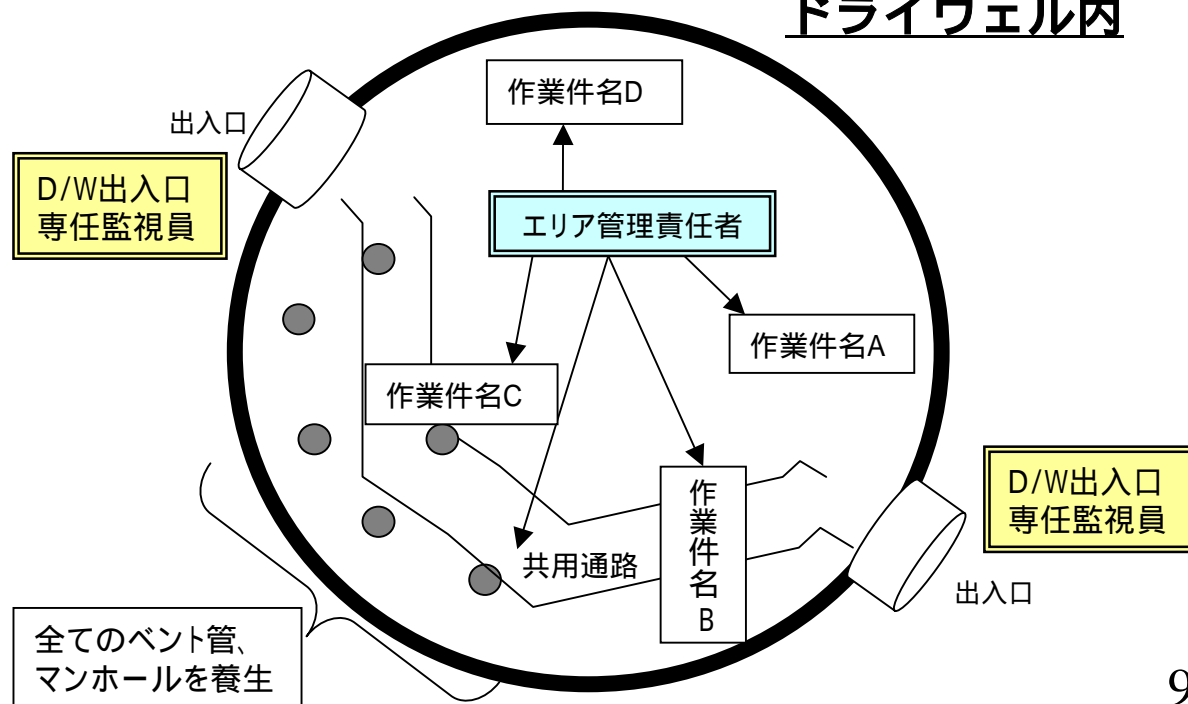 ドライウェル内
作業件名D
出入口
D/W出入口
専任監視員
エリア管理責任者
作業件名A
作業件名C
作業件名B
D/W出入口
専任監視員
共用通路
出入口
全てのベント管、
マンホールを養生
9